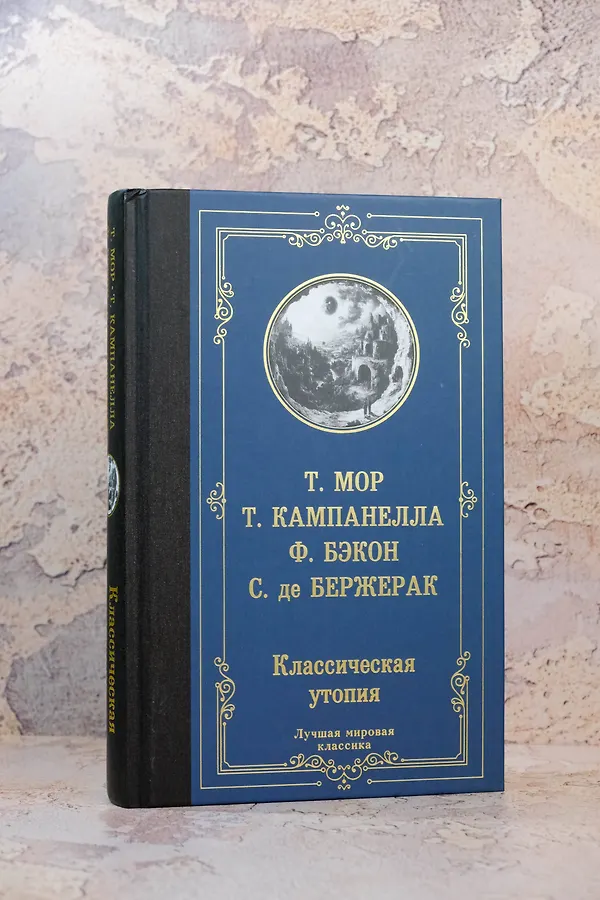 Т. МОР
Т. КАМПАНЕЛЛА
Ф. БЭКОН
С. де БЕРЖЕРАК
Классическая
утопия
Лучшая мировая
классика
Т. МОР · Т. КАМПАНЕЛЛА
Классическая